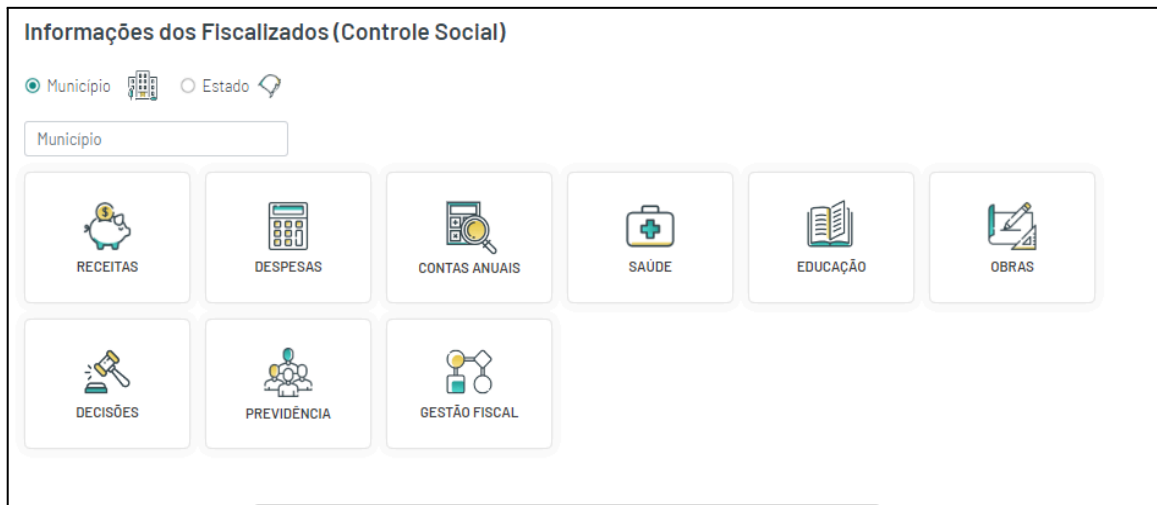 Informações dos Fiscalizados (Controle Social)
Município Estado
Município
RECEITAS DESPESAS CONTAS ANUAIS SAÚDE EDUCAÇÃO OBRAS
DECISÕES PREVIDÊNCIA GESTÃO FISCAL